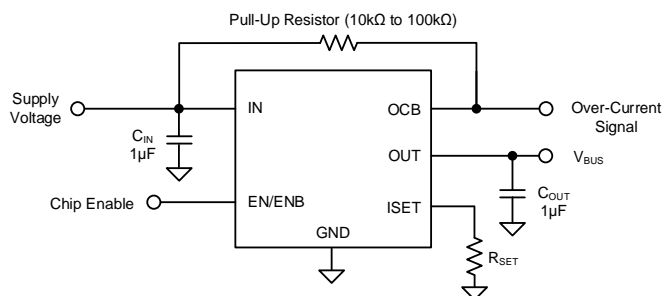 Pull-Up Resistor (10kΩ to 100kΩ)
Supply
Voltage
IN
OCB
Over-Current
Signal
CIN
1μF
OUT
VBUS
Chip Enable
EN/ENB
ISET
COUT
1μF
GND
RSET